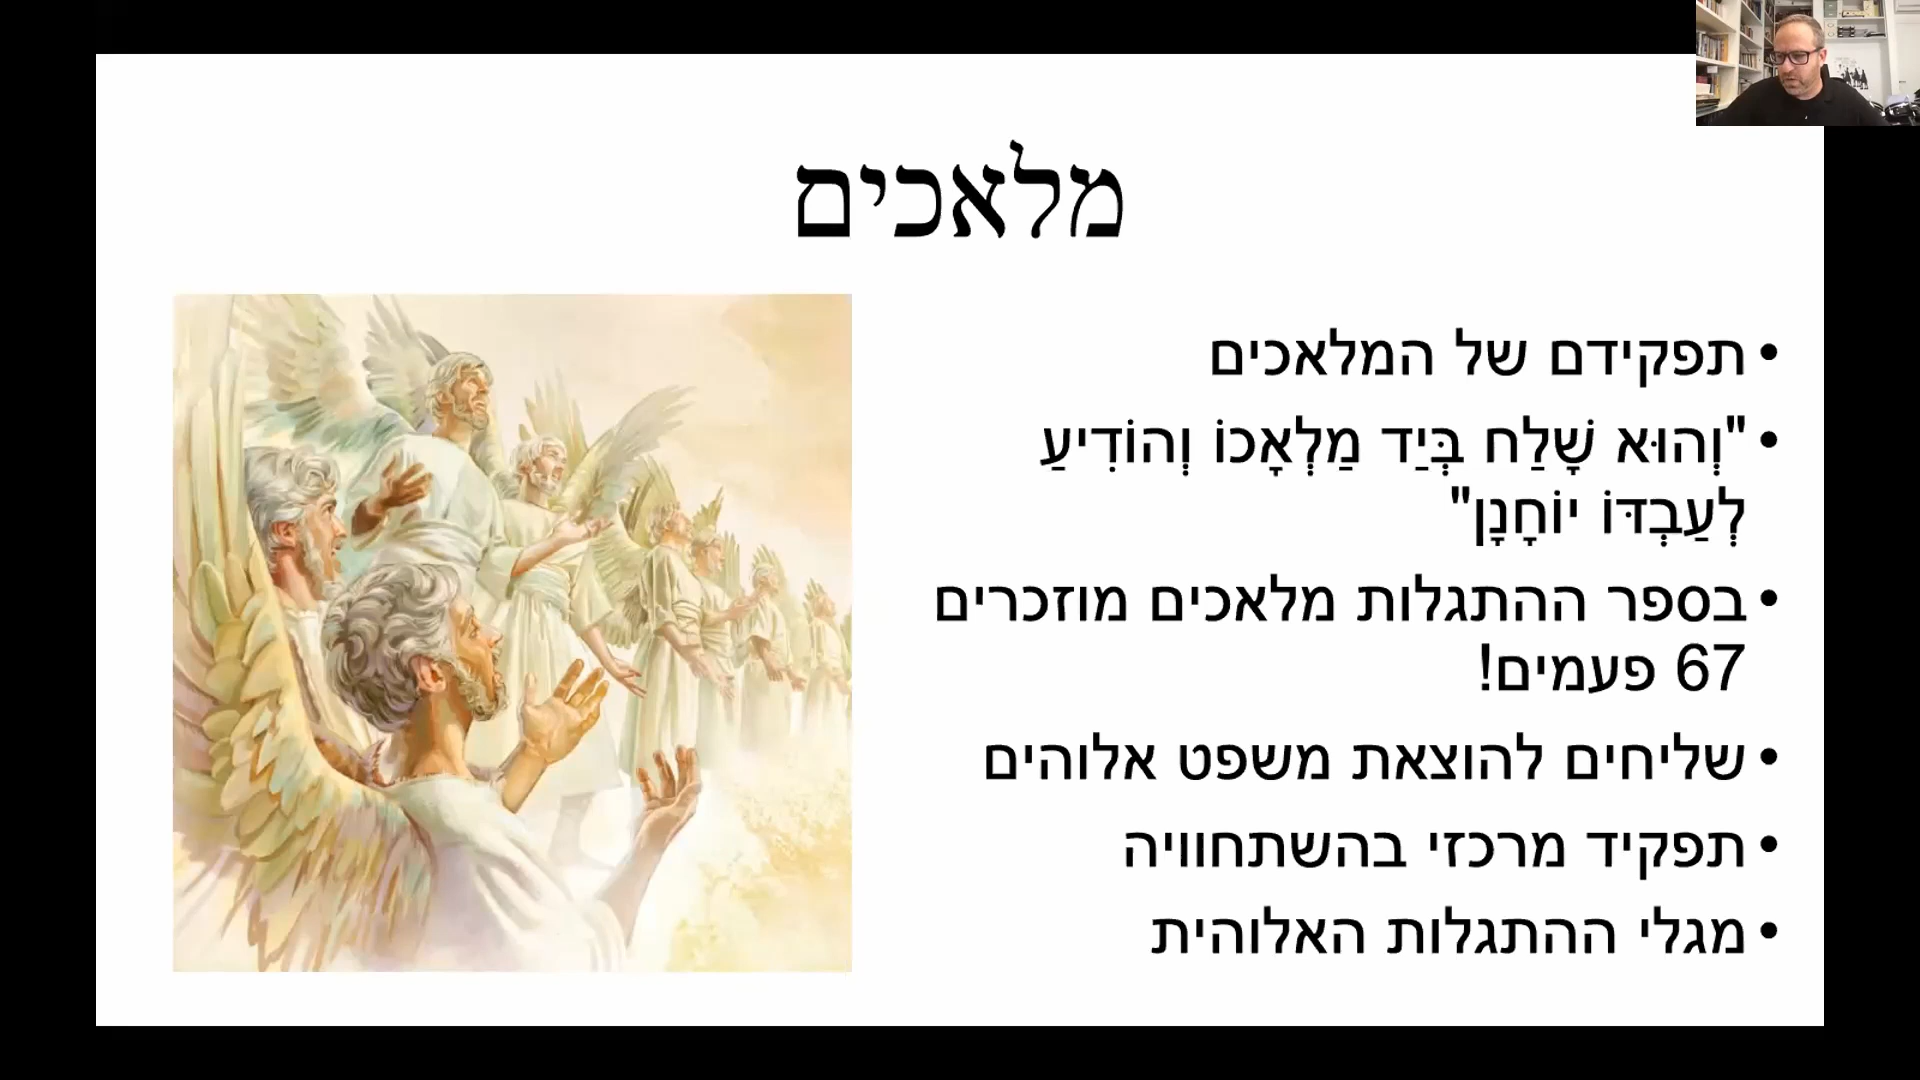 מלאכים
• תפקידם של המלאכים
• "וְהוּא שָׁלַח בְּיַד מַלְאָכוֹ וְהוֹדִיעַ
לְעַבְדּוֹ יוֹחָנָן"
• בספר ההתגלות מלאכים מוזכרים
67 פעמים!
• שליחים להוצאת משפט אלוהים
• תפקיד מרכזי בהשתחוויה
• מגלי ההתגלות האלוהית